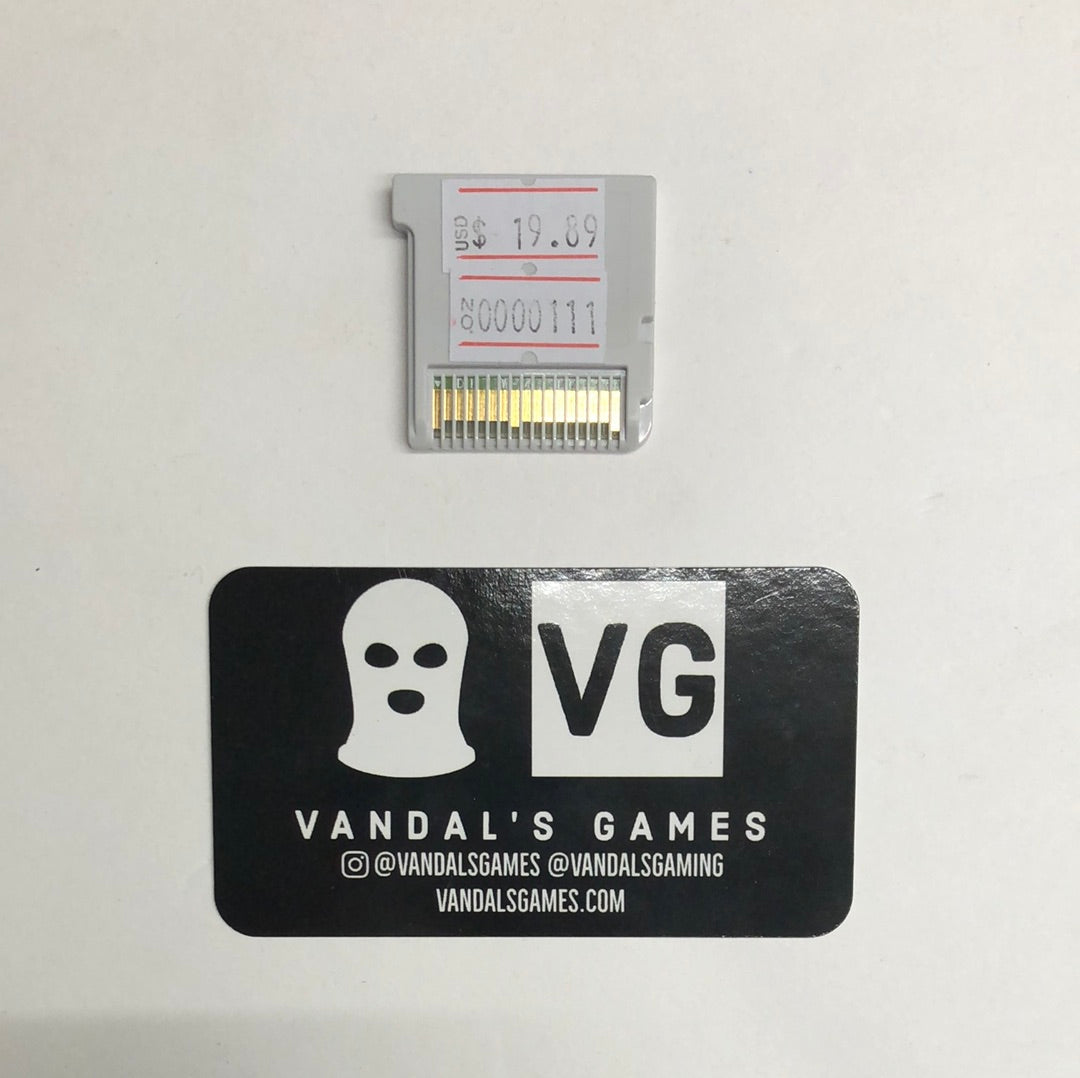 USD $ 19.89
OZ. 0000111
VG
VANDAL'S GAMES
@VANDALSGAMES @VANDALSGAMING
VANDALSGAMES.COM